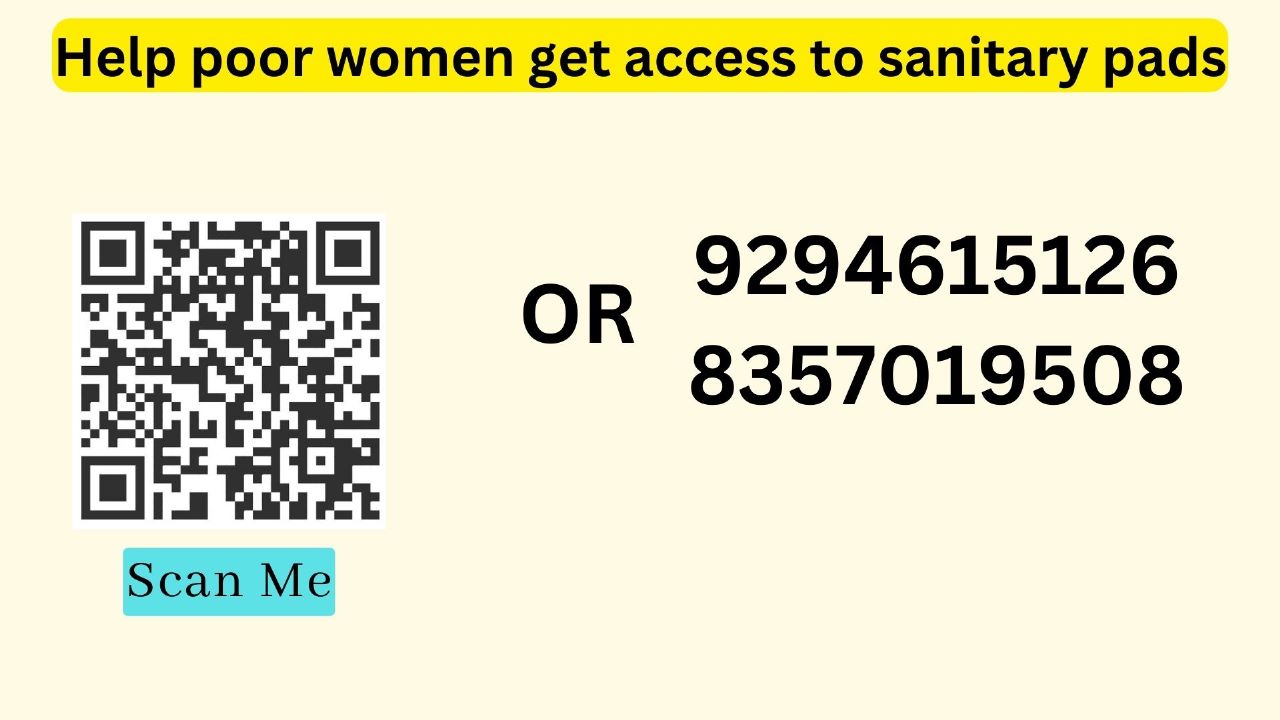 Help poor women get access to sanitary pads
OR
9294615126
8357019508
Scan Me